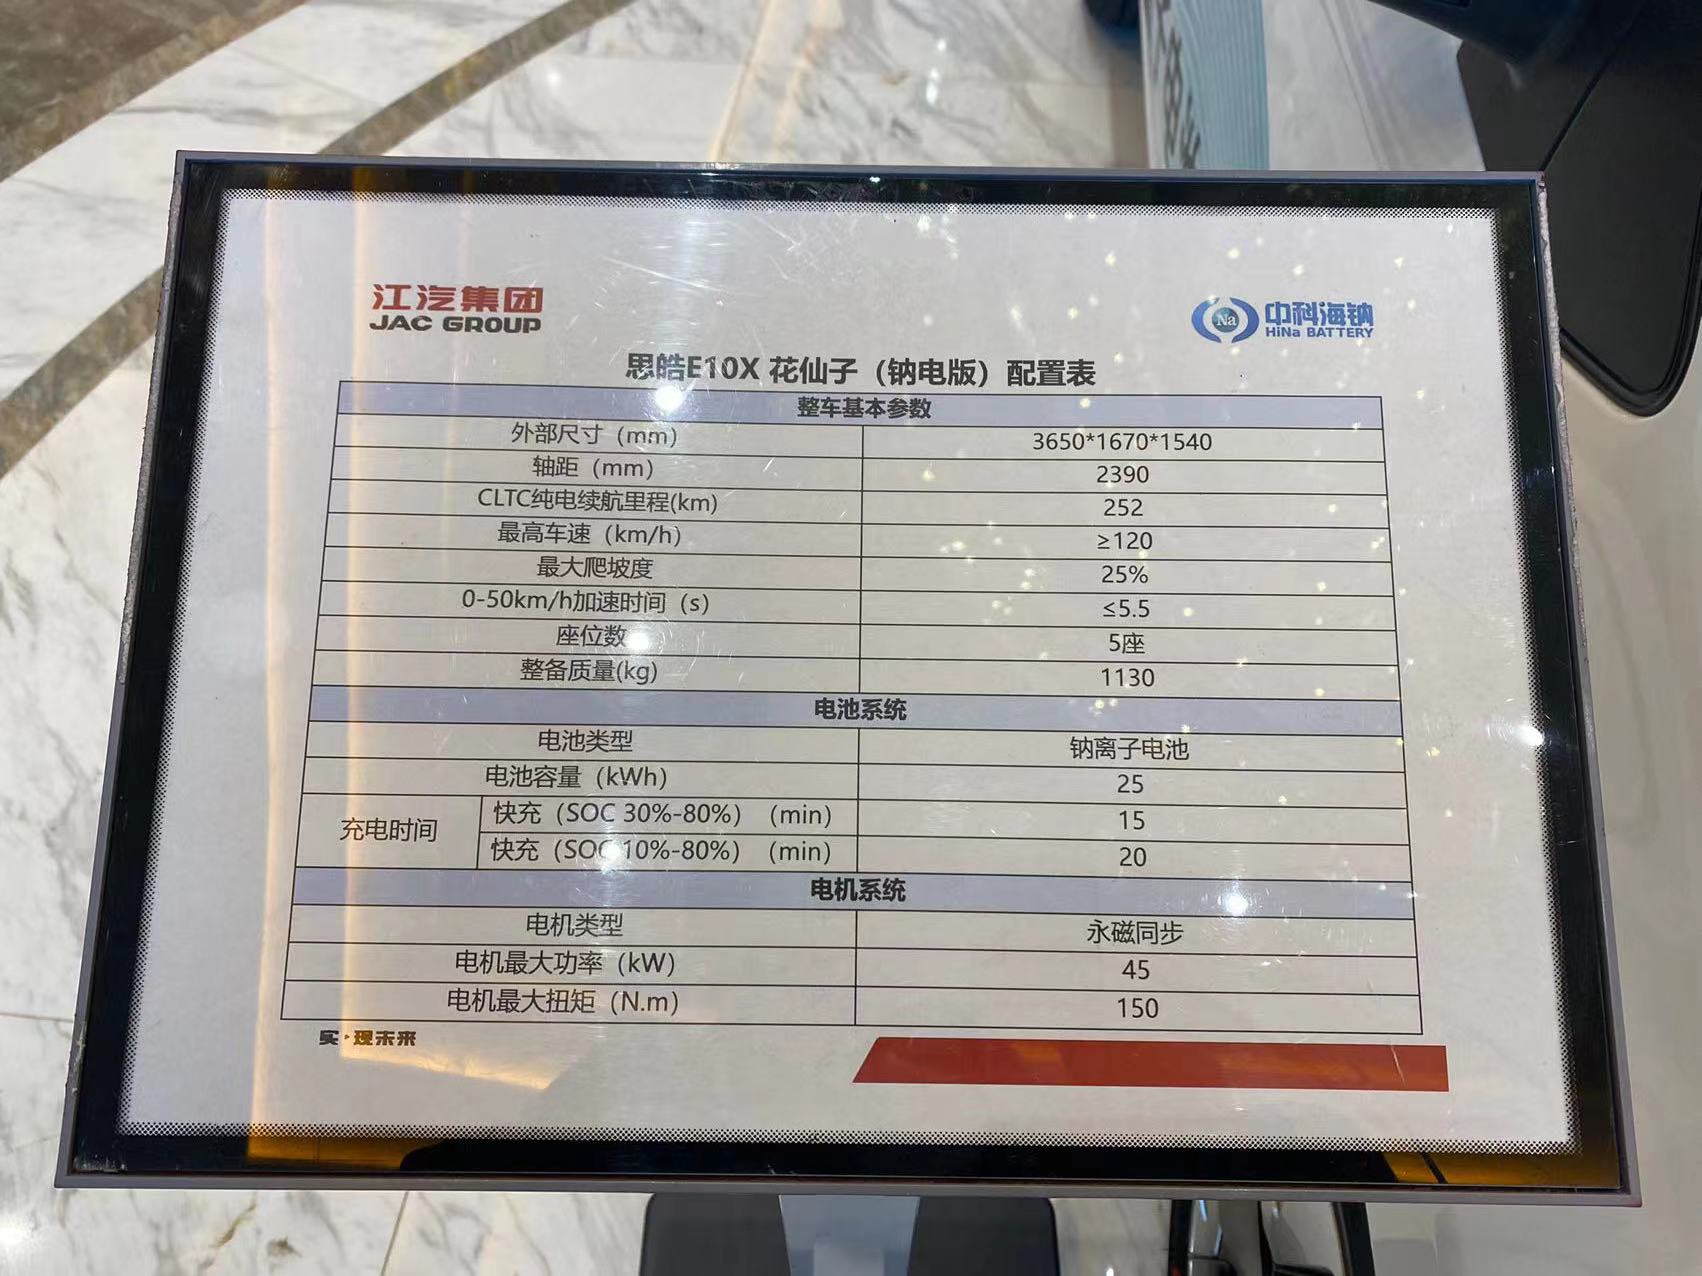 江汽集团
JAC GROUP
Na
中科海钠
HiNa BATTERY
思皓E10X 花仙子（钠电版）配置表
整车基本参数
外部尺寸（mm） 3650*1670*1540
轴距（mm） 2390
CLTC纯电续航里程(km) 252
最高车速（km/h） ≥120
最大爬坡度 25%
0-50km/h加速时间（s） ≤5.5
座位数 5座
整备质量(kg) 1130
电池系统
电池类型 钠离子电池
电池容量（kWh） 25
充电时间 快充（SOC 30%-80%）（min） 15
快充（SOC 10%-80%）（min） 20
电机系统
电机类型 永磁同步
电机最大功率（kW） 45
电机最大扭矩（N.m） 150
实·现未来